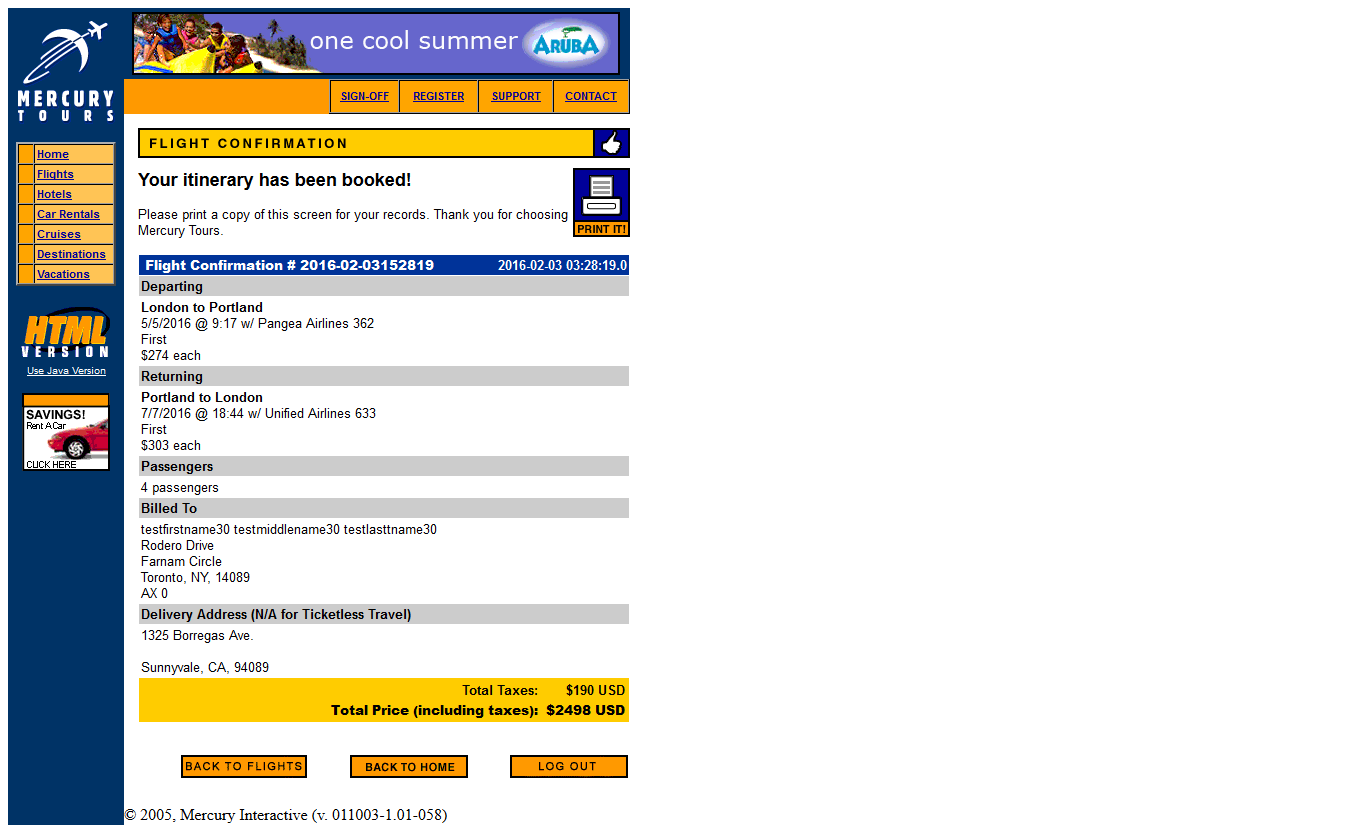 one cool summer ARUBA
MERCURY
TOURS
SIGN-OFF REGISTER SUPPORT CONTACT
Home
Flights
Hotels
Car Rentals
Cruises
Destinations
Vacations
HTML
VERSION
Use Java Version
SAVINGS!
Rent A Car
CLICK HERE
FLIGHT CONFIRMATION
Your itinerary has been booked!
Please print a copy of this screen for your records. Thank you for choosing
Mercury Tours.
PRINT IT!
Flight Confirmation # 2016-02-03152819 2016-02-03 03:28:19.0
Departing
London to Portland
5/5/2016 @ 9:17 w/ Pangea Airlines 362
First
$274 each
Returning
Portland to London
7/7/2016 @ 18:44 w/ Unified Airlines 633
First
$303 each
Passengers
4 passengers
Billed To
testfirstname30 testmiddlename30 testlasttname30
Rodero Drive
Farnam Circle
Toronto, NY, 14089
AX 0
Delivery Address (N/A for Ticketless Travel)
1325 Borregas Ave.
Sunnyvale, CA, 94089
Total Taxes: $190 USD
Total Price (including taxes): $2498 USD
BACK TO FLIGHTS BACK TO HOME LOG OUT
© 2005, Mercury Interactive (v. 011003-1.01-058)